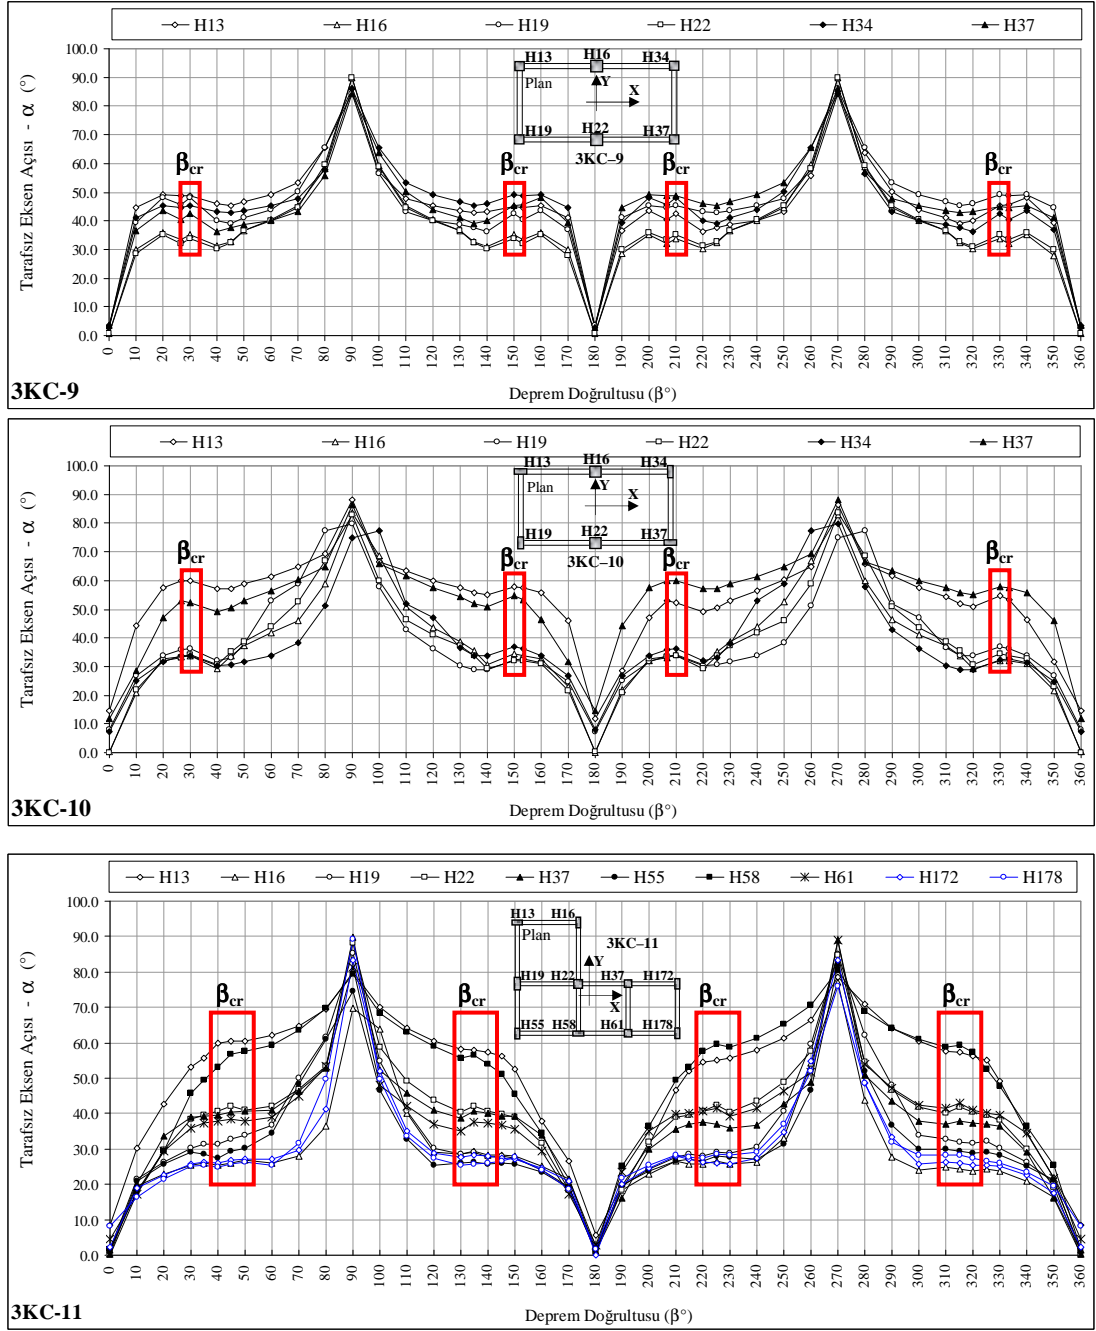 H13 H16 H19 H22 H34 H37
Tarafsız Eksen Açısı - α (°)
100.0
90.0
80.0
70.0
60.0
50.0
40.0
30.0
20.0
10.0
0.0
H13 H16 H34
Plan Y
X
H19 H22 H37
3KC–9
βcr βcr βcr βcr
0 10 20 30 40 50 60 70 80 90 100 110 120 130 140 150 160 170 180 190 200 210 220 230 240 250 260 270 280 290 300 310 320 330 340 350 360
Deprem Doğrultusu (β°)
3KC-9
H13 H16 H19 H22 H34 H37
Tarafsız Eksen Açısı - α (°)
100.0
90.0
80.0
70.0
60.0
50.0
40.0
30.0
20.0
10.0
0.0
H13 H16 H34
Plan Y
X
H19 H22 H37
3KC–10
βcr βcr βcr βcr
0 10 20 30 40 50 60 70 80 90 100 110 120 130 140 150 160 170 180 190 200 210 220 230 240 250 260 270 280 290 300 310 320 330 340 350 360
Deprem Doğrultusu (β°)
3KC-10
H13 H16 H19 H22 H37 H55 H58 H61 H172 H178
Tarafsız Eksen Açısı - α (°)
100.0
90.0
80.0
70.0
60.0
50.0
40.0
30.0
20.0
10.0
0.0
H13 H16
Plan 3KC–11
Y
H19 H22 H37 H172
X
H55 H58 H61 H178
βcr βcr βcr βcr
0 10 20 30 40 50 60 70 80 90 100 110 120 130 140 150 160 170 180 190 200 210 220 230 240 250 260 270 280 290 300 310 320 330 340 350 360
Deprem Doğrultusu (β°)
3KC-11